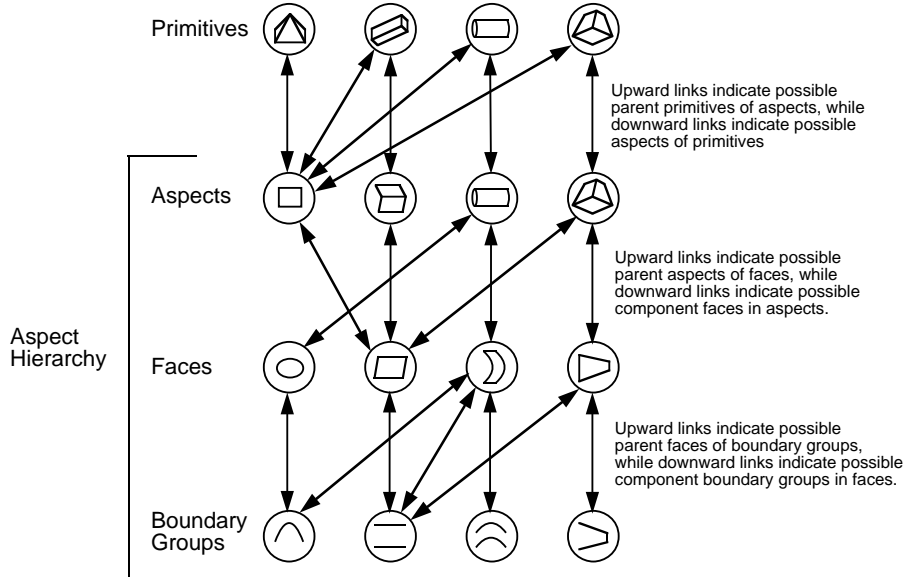 Primitives
Upward links indicate possible
parent primitives of aspects, while
downward links indicate possible
aspects of primitives
Aspects
Upward links indicate possible
parent aspects of faces, while
downward links indicate possible
component faces in aspects.
Aspect
Hierarchy
Faces
Upward links indicate possible
parent faces of boundary groups,
while downward links indicate possible
component boundary groups in faces.
Boundary
Groups